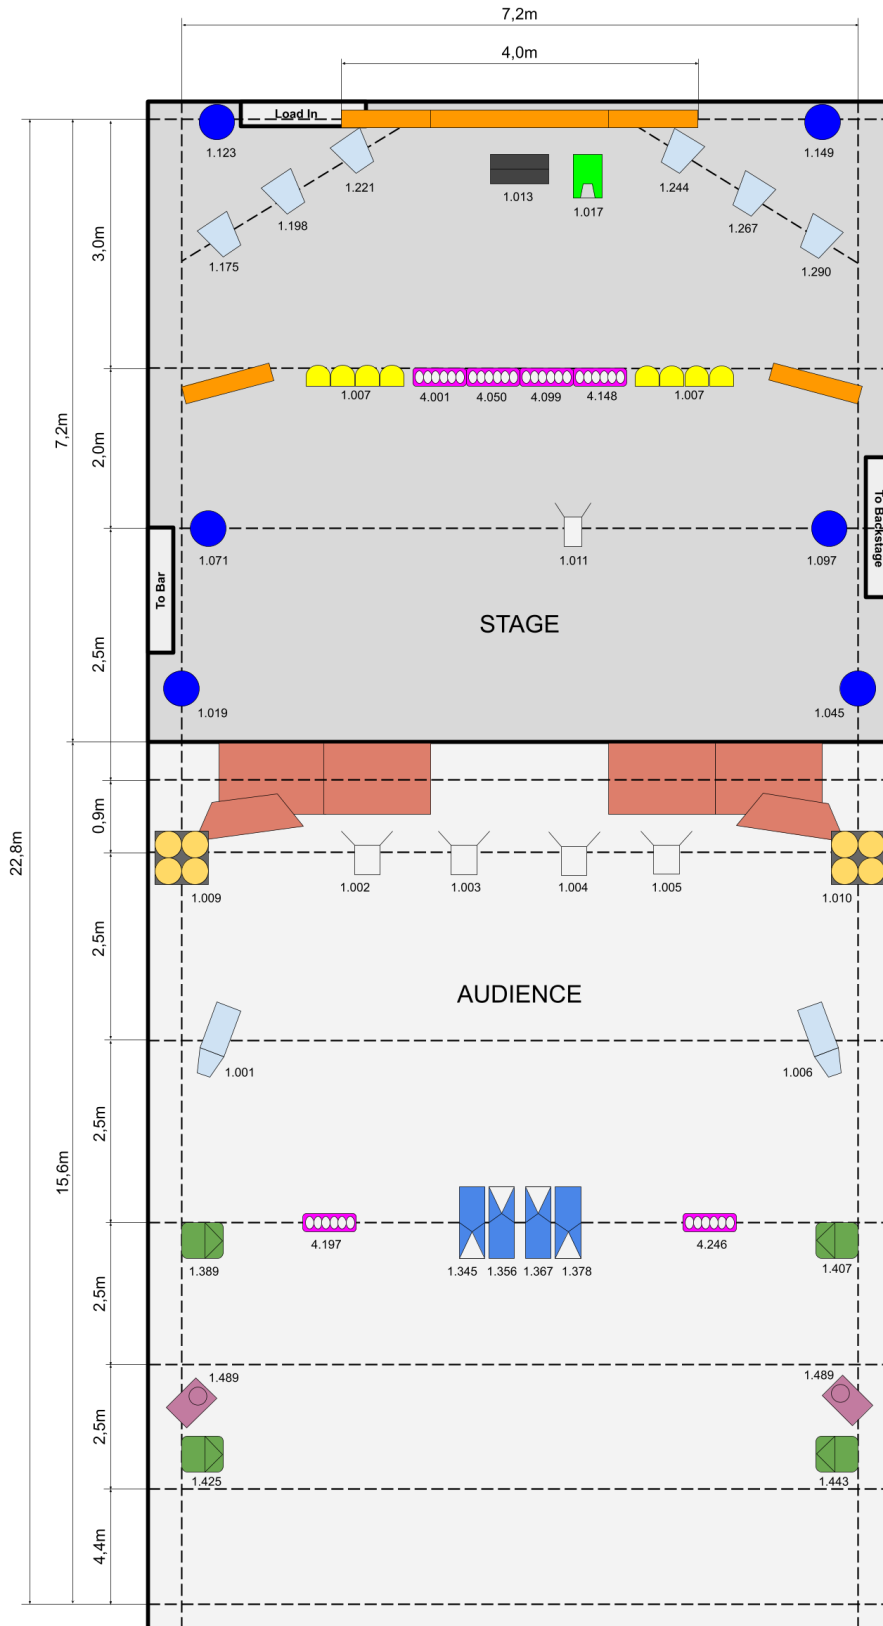 7,2m
4,0m
Load In
1.123
1.149
1.221
1.244
1.013
1.017
1.198
1.267
1.175
1.290
3,0m
1.007
4.001
4.050
4.099
4.148
1.007
7,2m
2,0m
To Backstage
1.071
1.011
1.097
To Bar
STAGE
2,5m
1.019
1.045
0,9m
22,8m
1.009
1.002
1.003
1.004
1.005
1.010
2,5m
AUDIENCE
1.001
1.006
2,5m
15,6m
4.197
4.246
1.389
1.345
1.356
1.367
1.378
1.407
2,5m
1.489
1.489
2,5m
1.425
1.443
4,4m